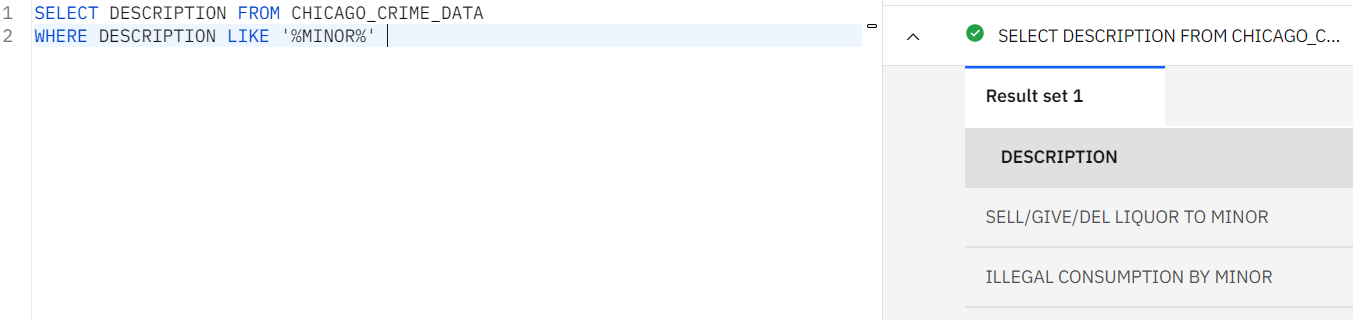 1 SELECT DESCRIPTION FROM CHICAGO_CRIME_DATA
2 WHERE DESCRIPTION LIKE '%MINOR%'
SELECT DESCRIPTION FROM CHICAGO_C...
Result set 1
DESCRIPTION
SELL/GIVE/DEL LIQUOR TO MINOR
ILLEGAL CONSUMPTION BY MINOR